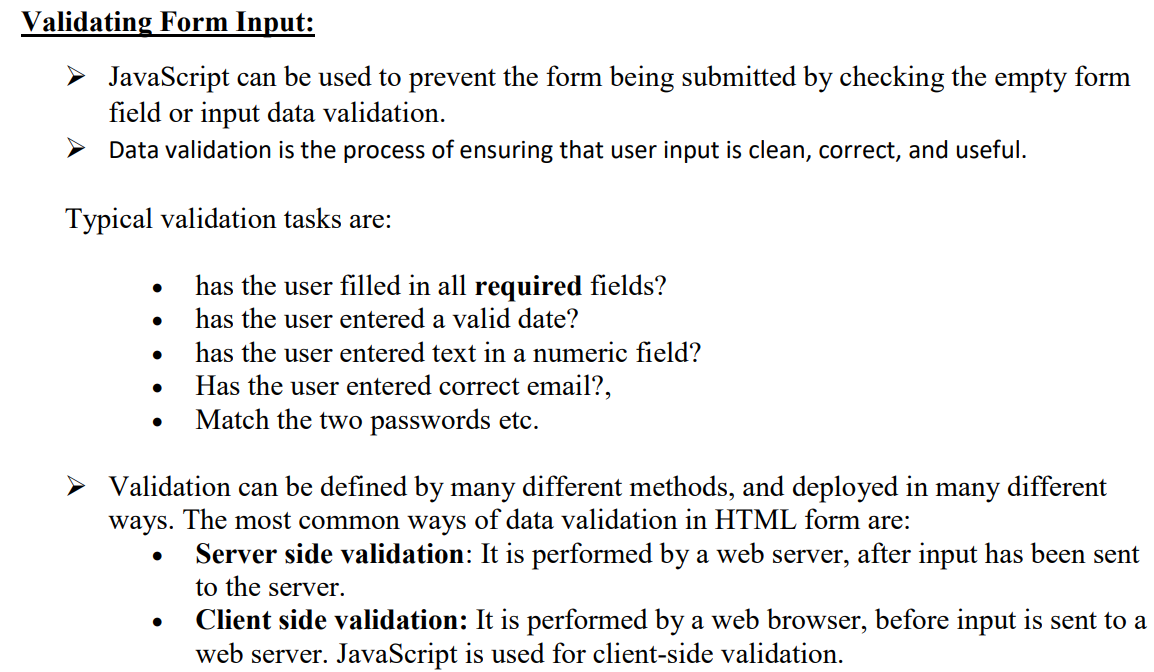 Validating Form Input:
➢ JavaScript can be used to prevent the form being submitted by checking the empty form
field or input data validation.
➢ Data validation is the process of ensuring that user input is clean, correct, and useful.
Typical validation tasks are:
• has the user filled in all required fields?
• has the user entered a valid date?
• has the user entered text in a numeric field?
• Has the user entered correct email?,
• Match the two passwords etc.
➢ Validation can be defined by many different methods, and deployed in many different
ways. The most common ways of data validation in HTML form are:
• Server side validation: It is performed by a web server, after input has been sent
to the server.
• Client side validation: It is performed by a web browser, before input is sent to a
web server. JavaScript is used for client-side validation.